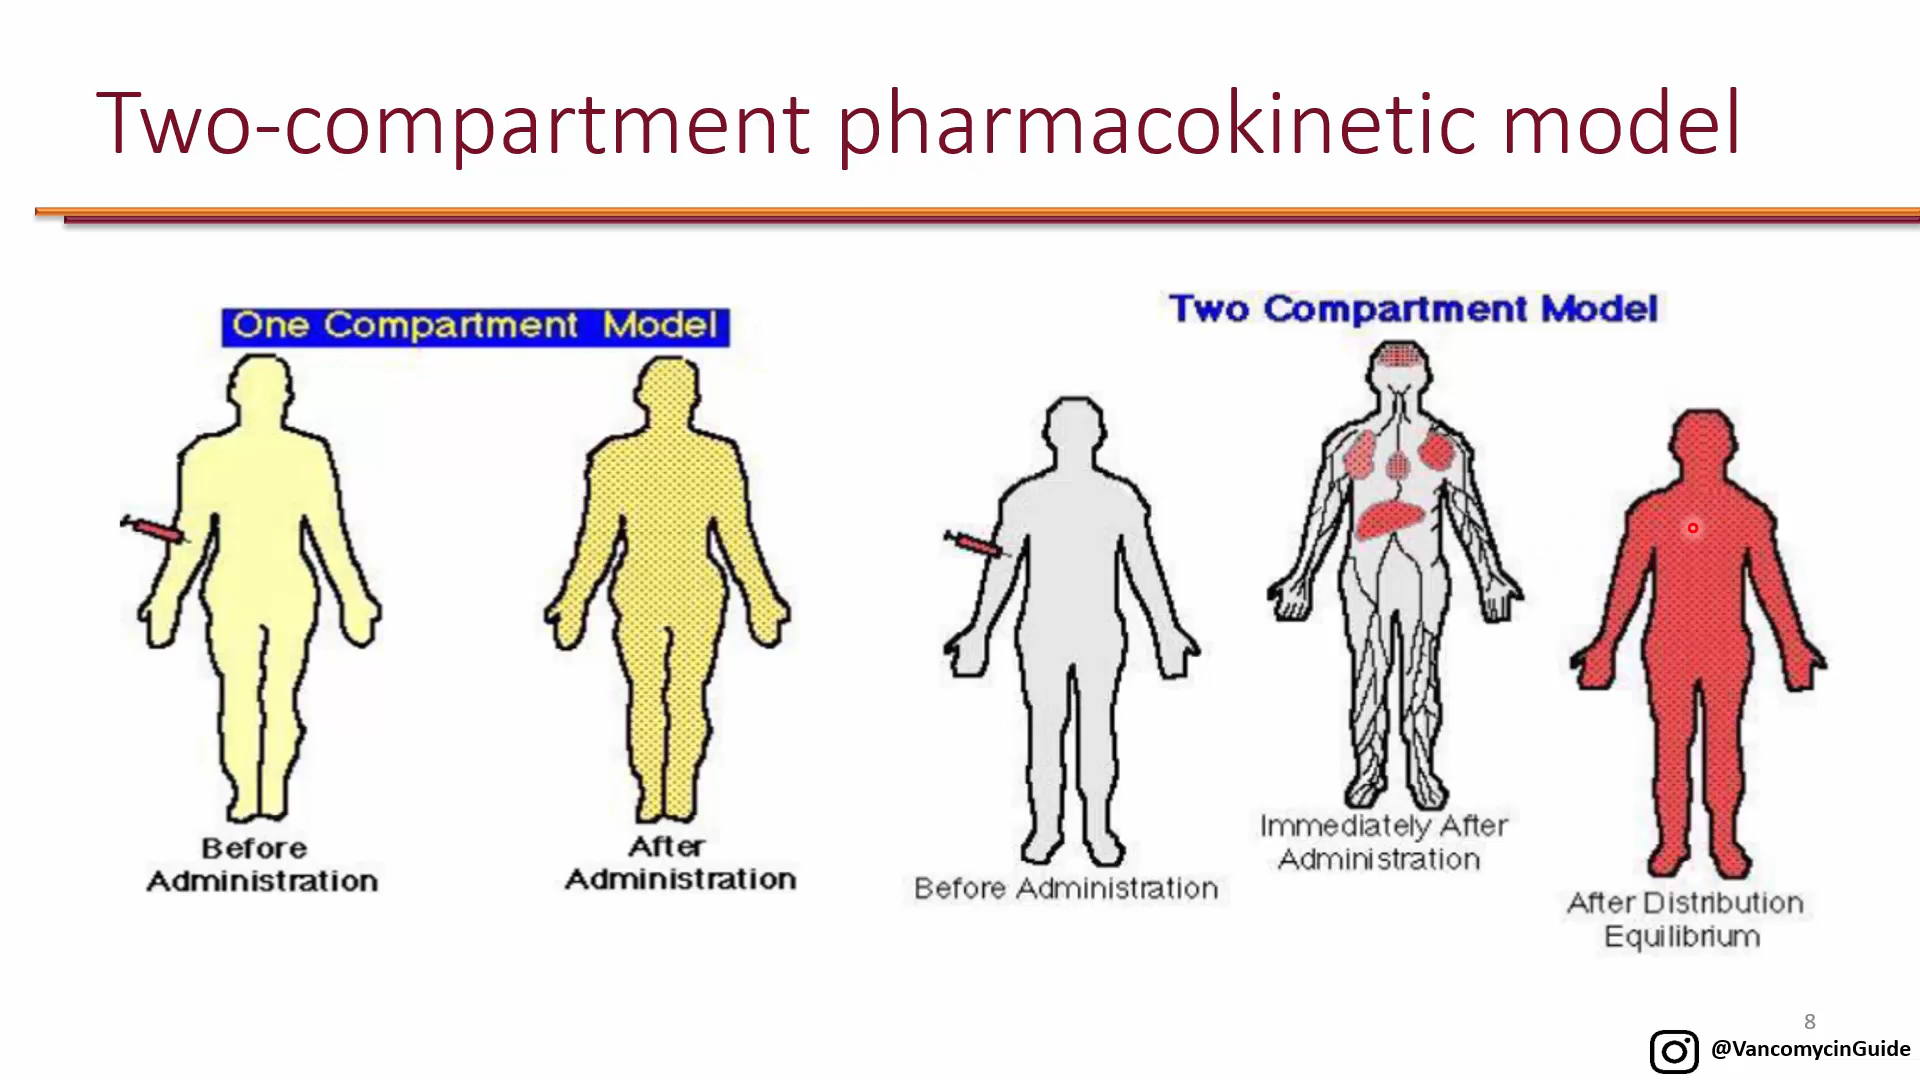 Two-compartment pharmacokinetic model
One Compartment Model
Before
Administration
After
Administration
Two Compartment Model
Before Administration
Immediately After
Administration
After Distribution
Equilibrium
8
@VancomycinGuide